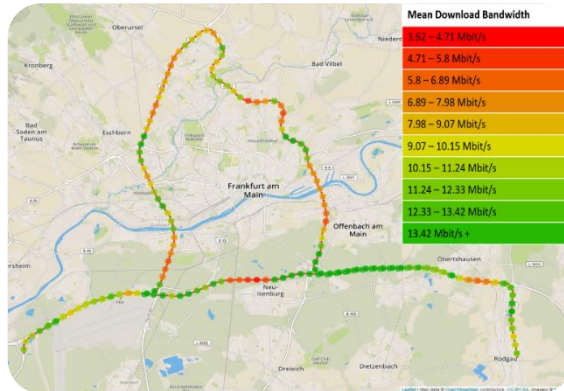 Mean Download Bandwidth
3.62 – 4.71 Mbit/s
4.71 – 5.8 Mbit/s
5.8 – 6.89 Mbit/s
6.89 – 7.98 Mbit/s
7.98 – 9.07 Mbit/s
9.07 – 10.15 Mbit/s
10.15 – 11.24 Mbit/s
11.24 – 12.33 Mbit/s
12.33 – 13.42 Mbit/s
13.42 Mbit/s +
Oberursel
Kronberg
Bad Vilbel
Bad
Soden am
Taunus
Eschborn
Frankfurt am
Main
Offenbach am
Main
Obertshausen
Neu-
Isenburg
Dreieich
Dietzenbach
Rodgau